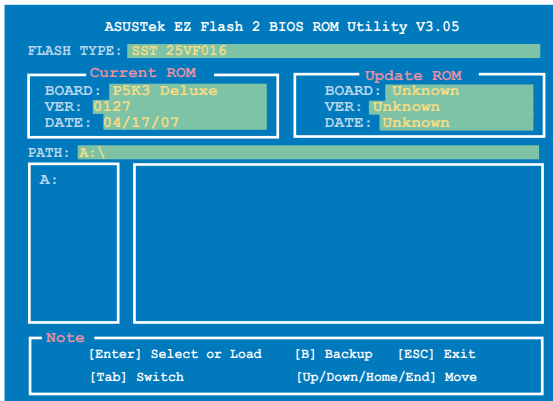 ASUSTek EZ Flash 2 BIOS ROM Utility V3.05
FLASH TYPE: SST 25VF016
Current ROM
BOARD: P5K3 Deluxe
VER: 0127
DATE: 04/17/07
Update ROM
BOARD: Unknown
VER: Unknown
DATE: Unknown
PATH: A:\
A:
Note
[Enter] Select or Load [B] Backup [ESC] Exit
[Tab] Switch [Up/Down/Home/End] Move